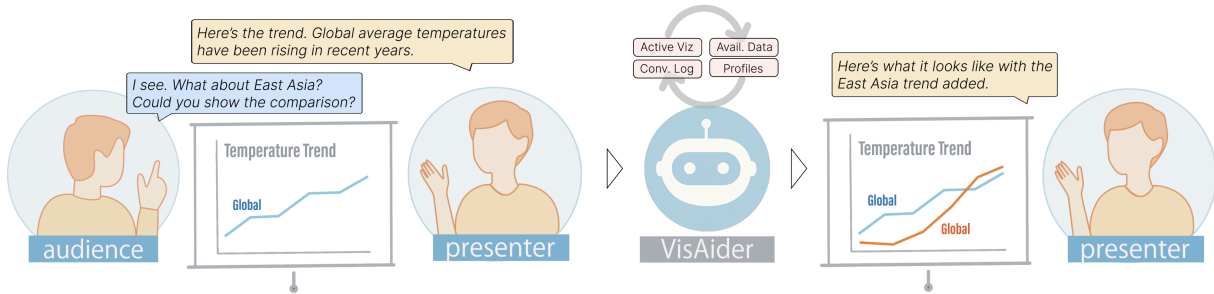 Here's the trend. Global average temperatures
have been rising in recent years.
I see. What about East Asia?
Could you show the comparison?
Temperature Trend
Global
audience
presenter
Active Viz
Avail. Data
Conv. Log
Profiles
VisAider
Here's what it looks like with the
East Asia trend added.
Temperature Trend
Global
Global
presenter